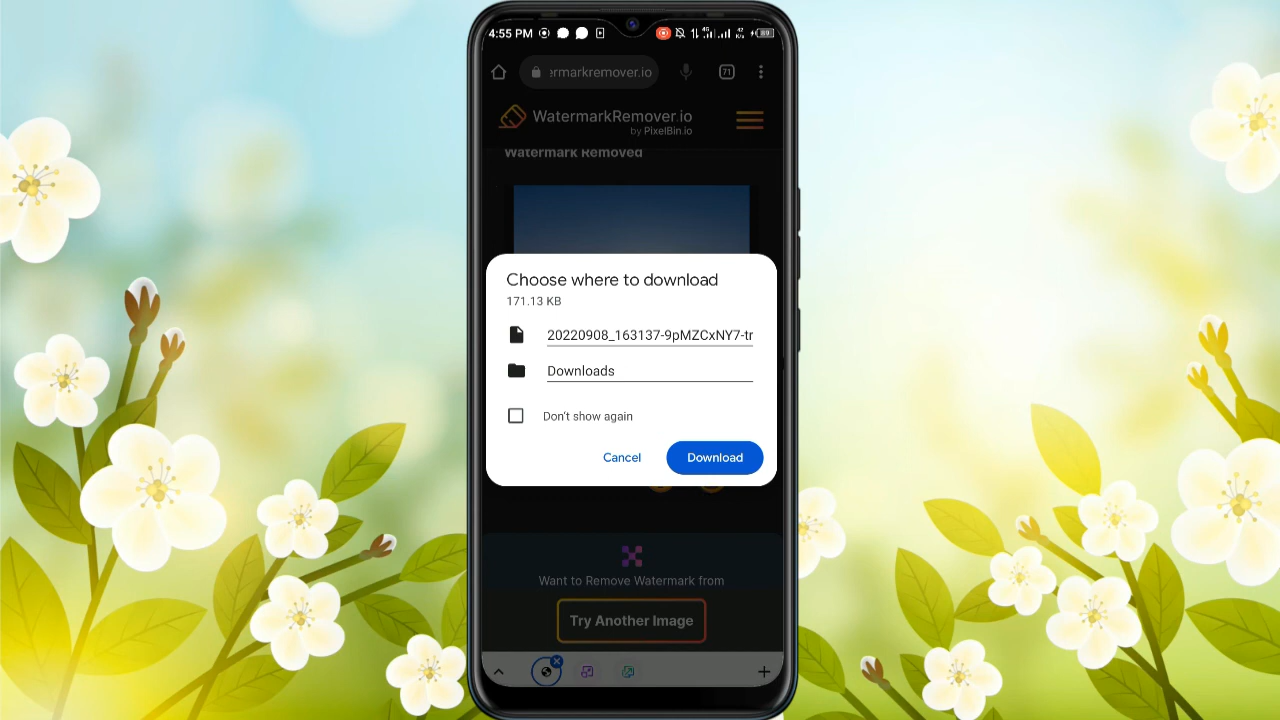 4:55 PM
ermarkremover.io
71
WatermarkRemover.io
by PixelBin.io
Watermark Removed
Choose where to download
171.13 KB
20220908_163137-9pMZCxNY7-tr
Downloads
Don't show again
Cancel
Download
Want to Remove Watermark from
Try Another Image